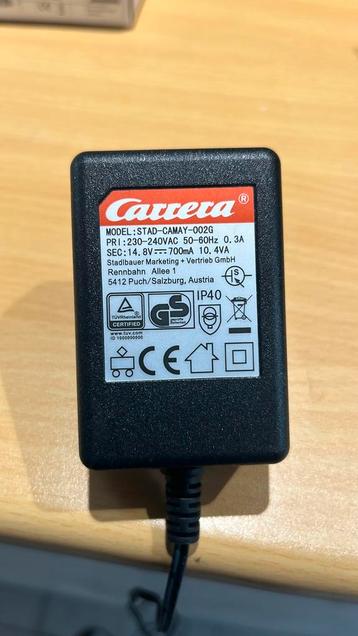 Carrera®
MODEL:STAD-CAMAY-002G
PRI:230-240VAC 50-60Hz 0.3A
SEC:14.8V⎓700mA 10.4VA
Stadlbauer Marketing + Vertrieb GmbH
Rennbahn Allee 1
5412 Puch/Salzburg, Austria
S
TÜVRheinland
CERTIFIED
www.tuv.com
ID 1000000000
GS
IP40
CE